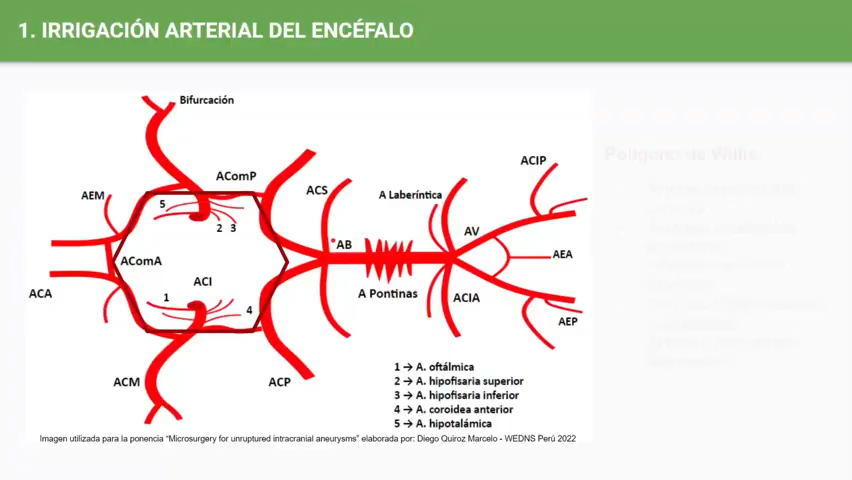 1. IRRIGACIÓN ARTERIAL DEL ENCÉFALO
Bifurcación
AComP
ACIP
AEM
5
ACS
A Laberíntica
2 3
AV
AB
AComA
AEA
ACI
ACA
1
4
A Pontinas
ACIA
AEP
ACM
ACP
1 → A. oftálmica
2 → A. hipofisaria superior
3 → A. hipofisaria inferior
4 → A. coroidea anterior
5 → A. hipotalámica
Imagen utilizada para la ponencia “Microsurgery for unruptured intracranial aneurysms” elaborada por: Diego Quiroz Marcelo - WEDNS Perú 2022
Polígono de Willis